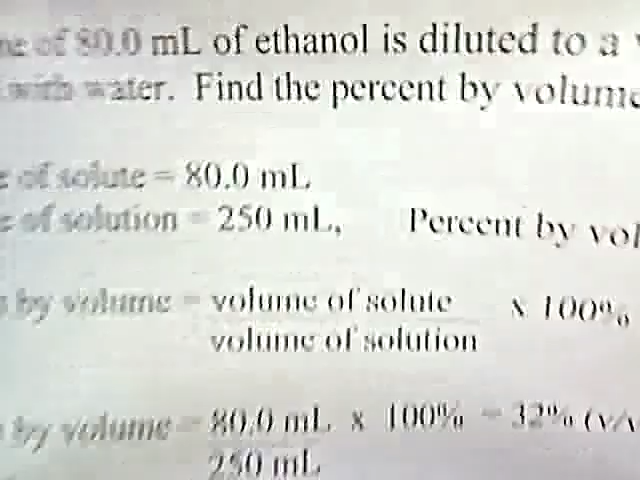 of 80.0 mL of ethanol is diluted to a
with water. Find the percent by volume
of solute = 80.0 mL
of solution = 250 mL, Percent by vol
by volume = volume of solute x 100%
volume of solution
by volume = 80.0 mL x 100% = 32% (v/v
250 mL